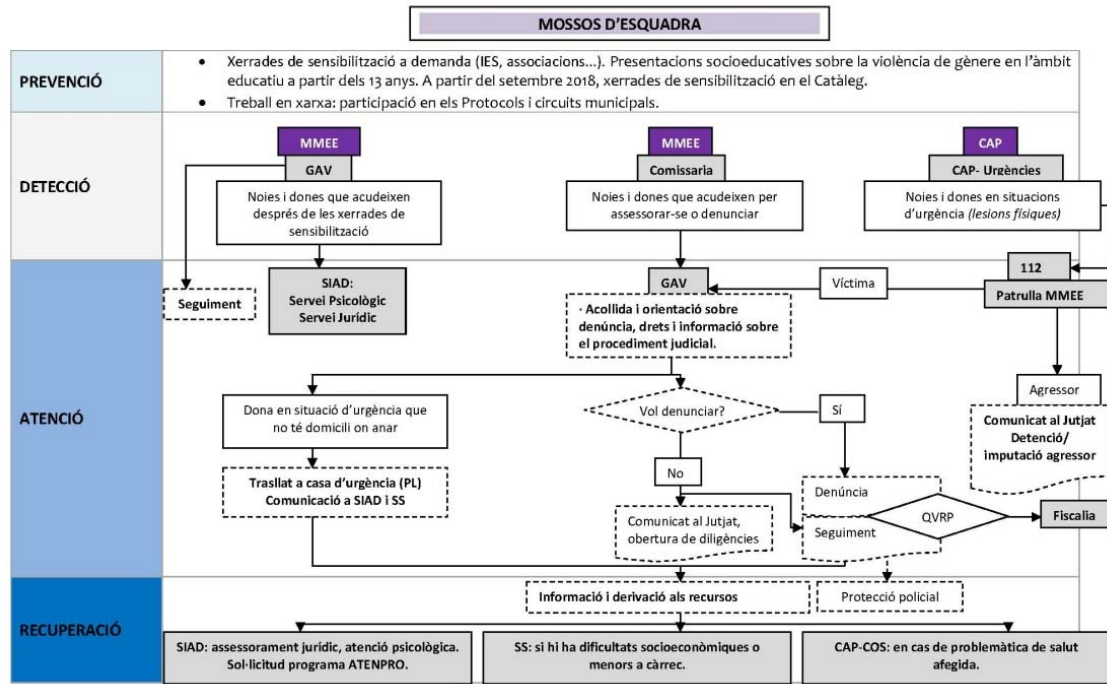 MOSSOS D'ESQUADRA
PREVENCIÓ
• Xerrades de sensibilització a demanda (IES, associacions...). Presentacions socioeducatives sobre la violència de gènere en l'àmbit
educatiu a partir dels 13 anys. A partir del setembre 2018, xerrades de sensibilització en el Catàleg.
• Treball en xarxa: participació en els Protocols i circuits municipals.
DETECCIÓ
MMEE
GAV
Noies i dones que acudeixen
després de les xerrades de
sensibilització
MMEE
Comissaria
Noies i dones que acudeixen per
assessorar-se o denunciar
CAP
CAP- Urgències
Noies i dones en situacions
d'urgència (lesions físiques)
ATENCIÓ
Seguiment
SIAD:
Servei Psicològic
Servei Jurídic
GAV
· Acollida i orientació sobre
denúncia, drets i informació sobre
el procediment judicial.
Víctima
112
Patrulla MMEE
Dona en situació d'urgència que
no té domicili on anar
Trasllat a casa d'urgència (PL)
Comunicació a SIAD i SS
Vol denunciar?
Sí
No
Agressor
Comunicat al Jutjat
Detenció/
imputació agressor
Comunicat al Jutjat,
obertura de diligències
Denúncia
Seguiment
QVRP
Fiscalia
RECUPERACIÓ
Informació i derivació als recursos
Protecció policial
SIAD: assessorament jurídic, atenció psicològica.
Sol·licitud programa ATENPRO.
SS: si hi ha dificultats socioeconòmiques o
menors a càrrec.
CAP-COS: en cas de problemàtica de salut
afegida.